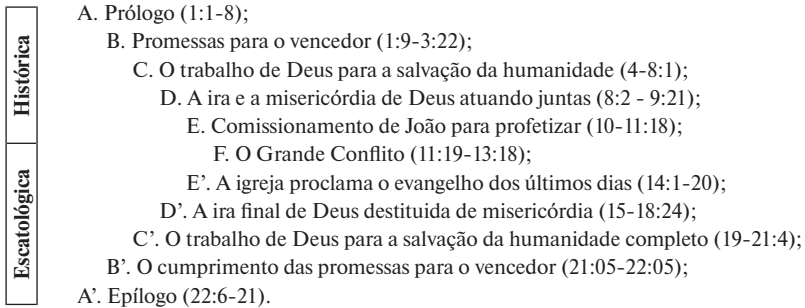 Histórica
Escatológica
A. Prólogo (1:1-8);
B. Promessas para o vencedor (1:9-3:22);
C. O trabalho de Deus para a salvação da humanidade (4-8:1);
D. A ira e a misericórdia de Deus atuando juntas (8:2 - 9:21);
E. Comissionamento de João para profetizar (10-11:18);
F. O Grande Conflito (11:19-13:18);
E'. A igreja proclama o evangelho dos últimos dias (14:1-20);
D'. A ira final de Deus destituida de misericórdia (15-18:24);
C'. O trabalho de Deus para a salvação da humanidade completo (19-21:4);
B'. O cumprimento das promessas para o vencedor (21:05-22:05);
A'. Epílogo (22:6-21).